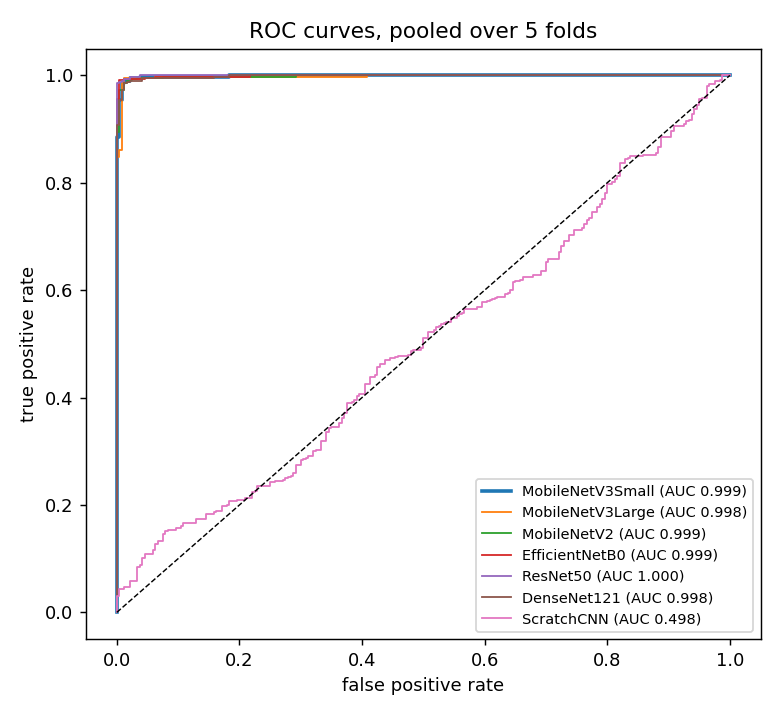 ROC curves, pooled over 5 folds
true positive rate
1.0
0.8
0.6
0.4
0.2
0.0
MobileNetV3Small (AUC 0.999)
MobileNetV3Large (AUC 0.998)
MobileNetV2 (AUC 0.999)
EfficientNetB0 (AUC 0.999)
ResNet50 (AUC 1.000)
DenseNet121 (AUC 0.998)
ScratchCNN (AUC 0.498)
0.0 0.2 0.4 0.6 0.8 1.0
false positive rate